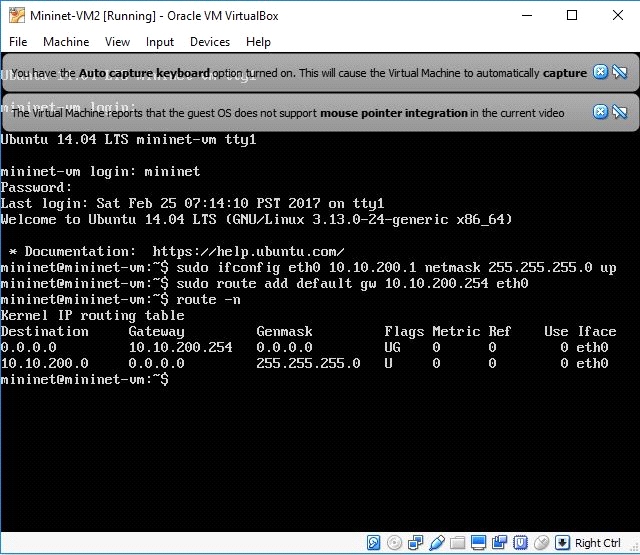 Mininet-VM2 [Running] - Oracle VM VirtualBox
File Machine View Input Devices Help
You have the Auto capture keyboard option turned on. This will cause the Virtual Machine to automatically capture
mininet-vm login:
The Virtual Machine reports that the guest OS does not support mouse pointer integration in the current video
Ubuntu 14.04 LTS mininet-vm tty1
mininet-vm login: mininet
Password:
Last login: Sat Feb 25 07:14:10 PST 2017 on tty1
Welcome to Ubuntu 14.04 LTS (GNU/Linux 3.13.0-24-generic x86_64)
* Documentation: https://help.ubuntu.com/
mininet@mininet-vm:~$ sudo ifconfig eth0 10.10.200.1 netmask 255.255.255.0 up
mininet@mininet-vm:~$ sudo route add default gw 10.10.200.254 eth0
mininet@mininet-vm:~$ route -n
Kernel IP routing table
Destination Gateway Genmask Flags Metric Ref Use Iface
0.0.0.0 10.10.200.254 0.0.0.0 UG 0 0 0 eth0
10.10.200.0 0.0.0.0 255.255.255.0 U 0 0 0 eth0
mininet@mininet-vm:~$
Right Ctrl